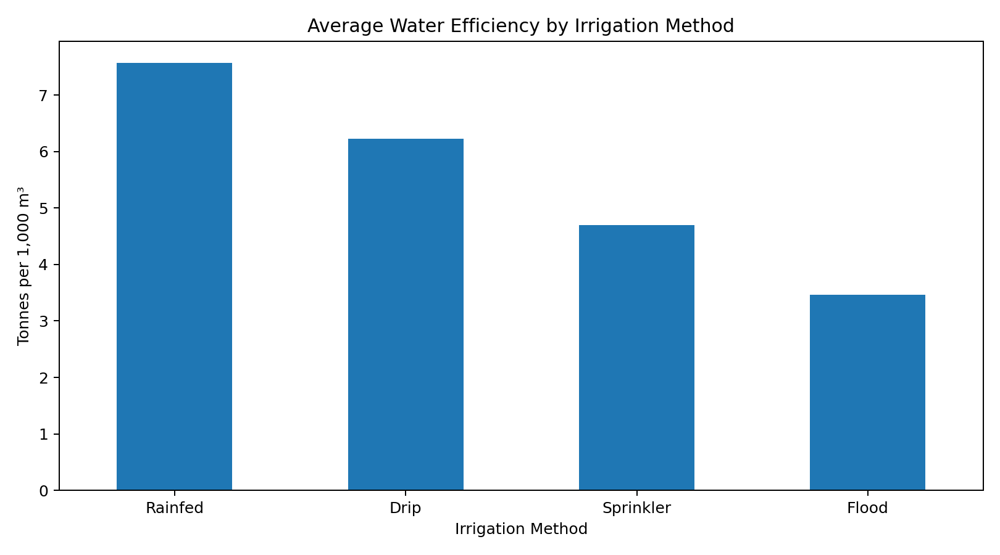 Average Water Efficiency by Irrigation Method
Tonnes per 1,000 m³
7
6
5
4
3
2
1
0
Rainfed Drip Sprinkler Flood
Irrigation Method